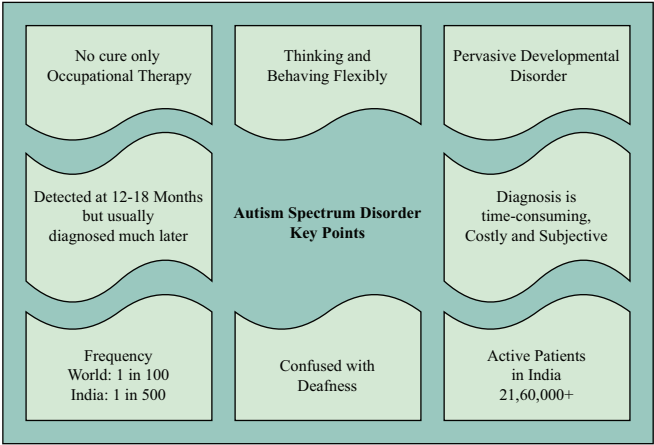 No cure only
Occupational Therapy
Thinking and
Behaving Flexibly
Pervasive Developmental
Disorder
Detected at 12-18 Months
but usually
diagnosed much later
Autism Spectrum Disorder
Key Points
Diagnosis is
time-consuming,
Costly and Subjective
Frequency
World: 1 in 100
India: 1 in 500
Confused with
Deafness
Active Patients
in India
21,60,000+